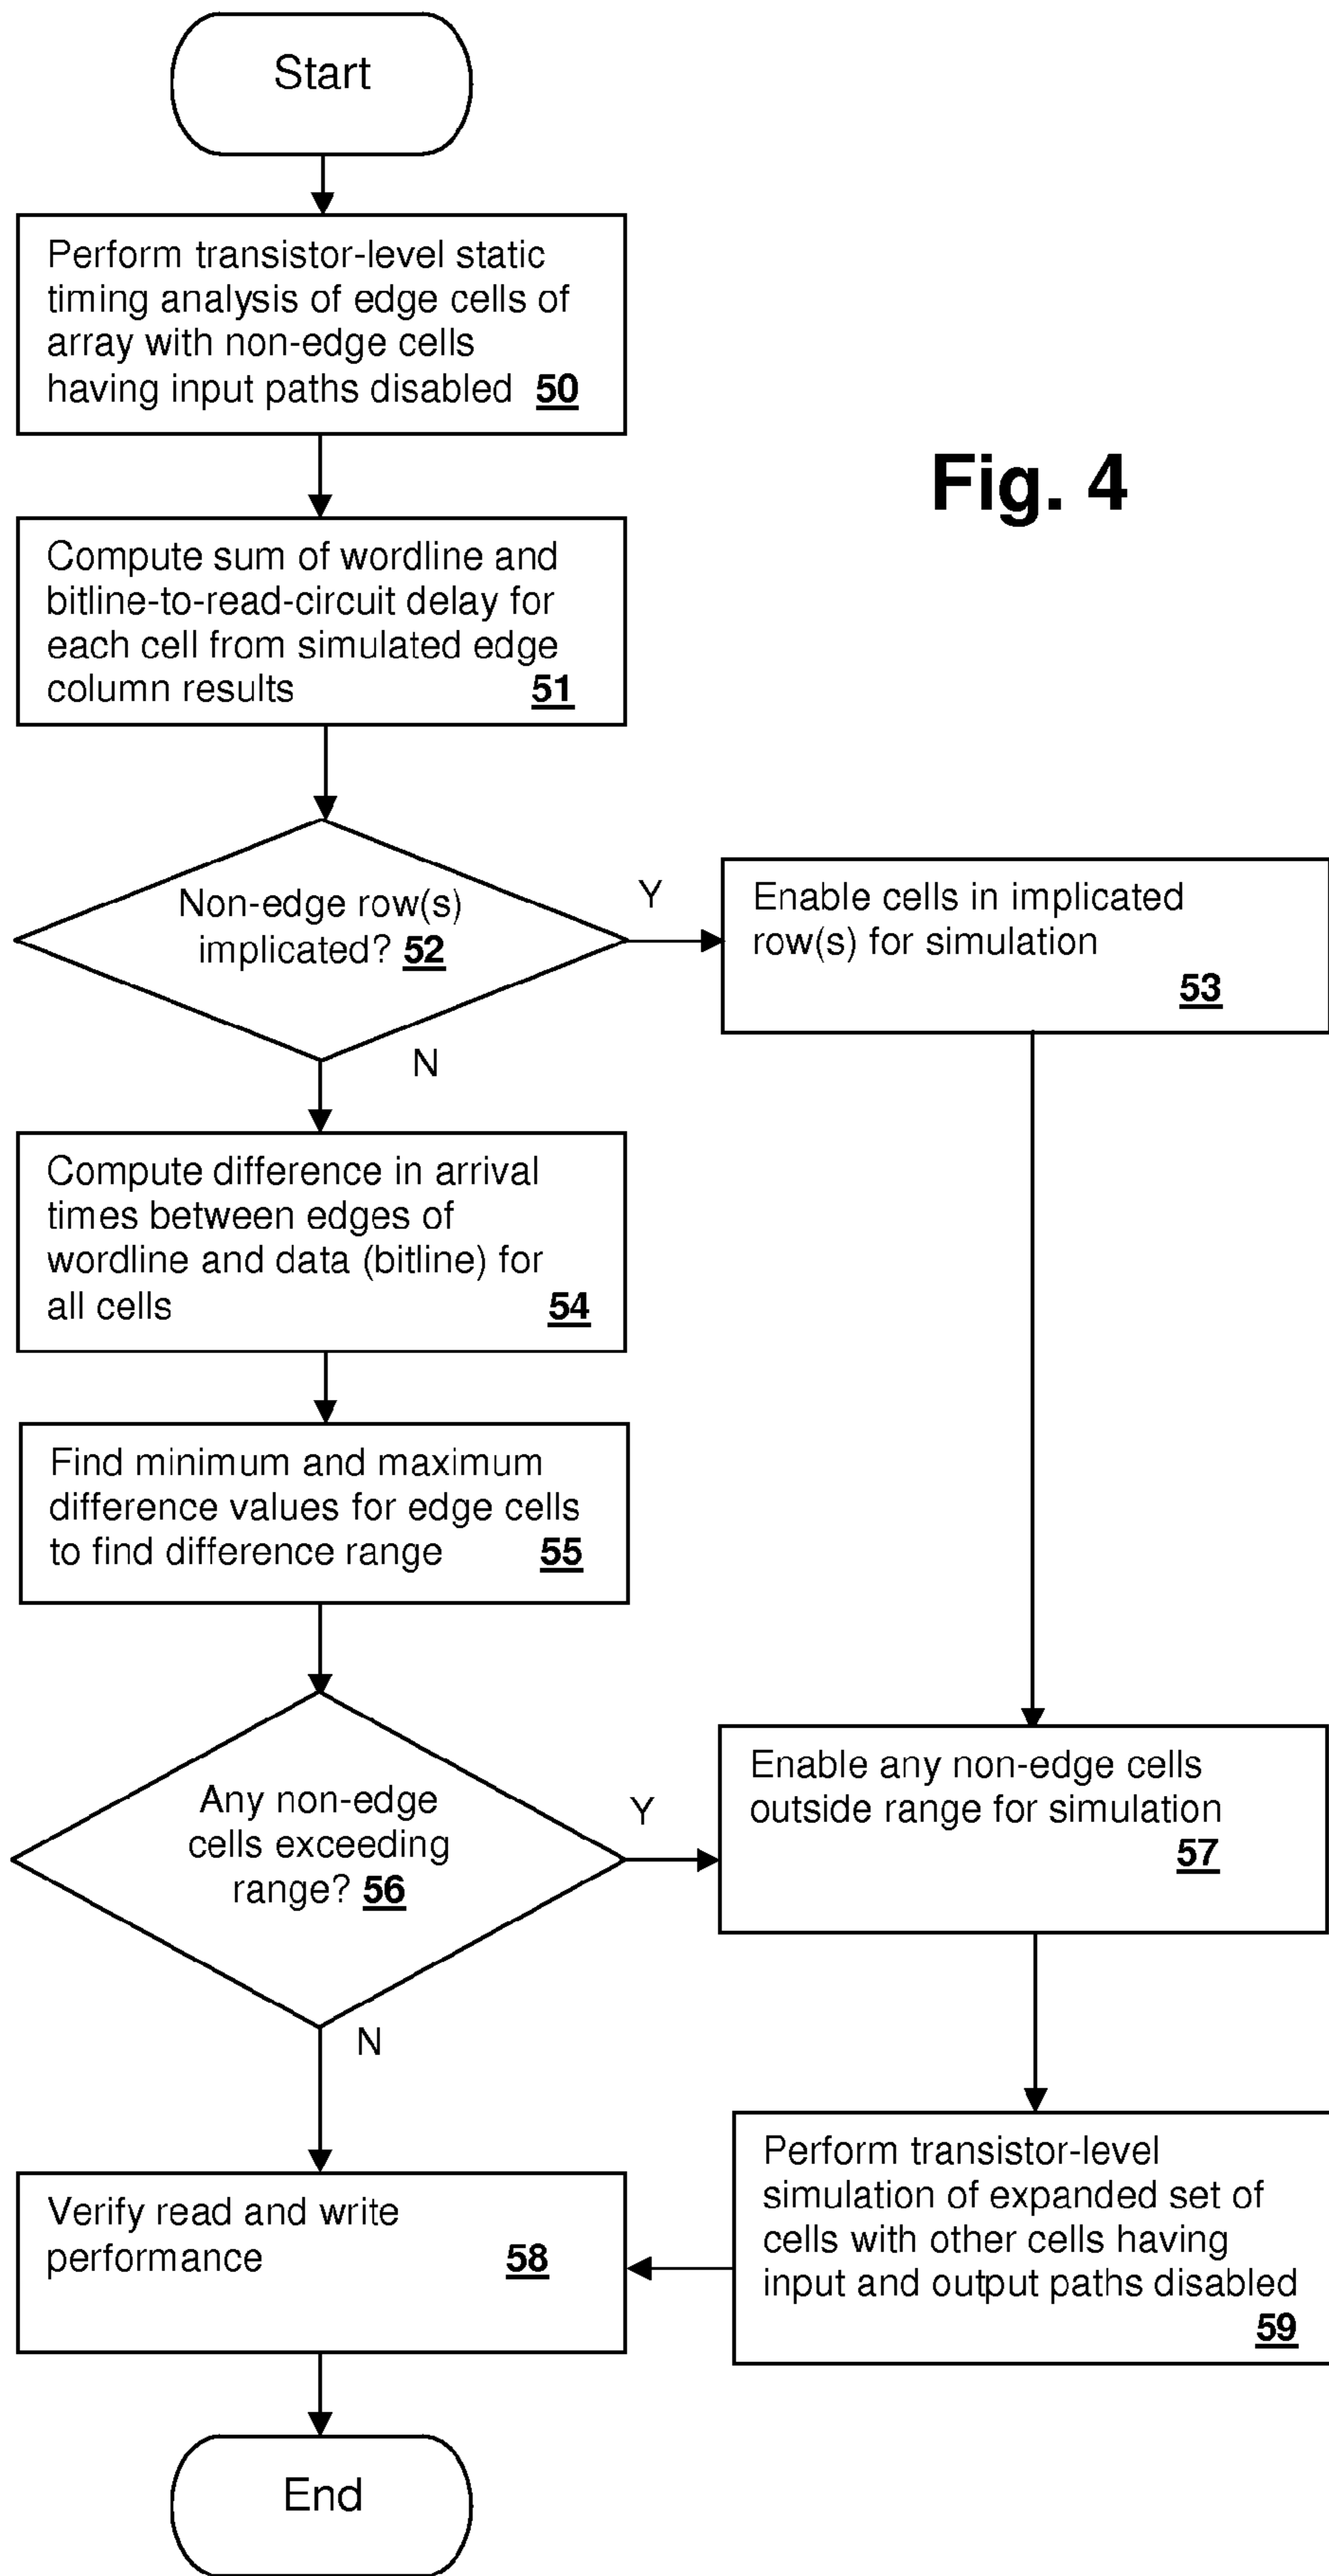 Start
Perform transistor-level static
timing analysis of edge cells of
array with non-edge cells
having input paths disabled 50
Fig. 4
Compute sum of wordline and
bitline-to-read-circuit delay for
each cell from simulated edge
column results 51
Non-edge row(s)
implicated? 52
Y
Enable cells in implicated
row(s) for simulation
53
N
Compute difference in arrival
times between edges of
wordline and data (bitline) for
all cells 54
Find minimum and maximum
difference values for edge cells
to find difference range 55
Any non-edge
cells exceeding
range? 56
Y
Enable any non-edge cells
outside range for simulation
57
N
Verify read and write
performance 58
Perform transistor-level
simulation of expanded set of
cells with other cells having
input and output paths disabled
59
End